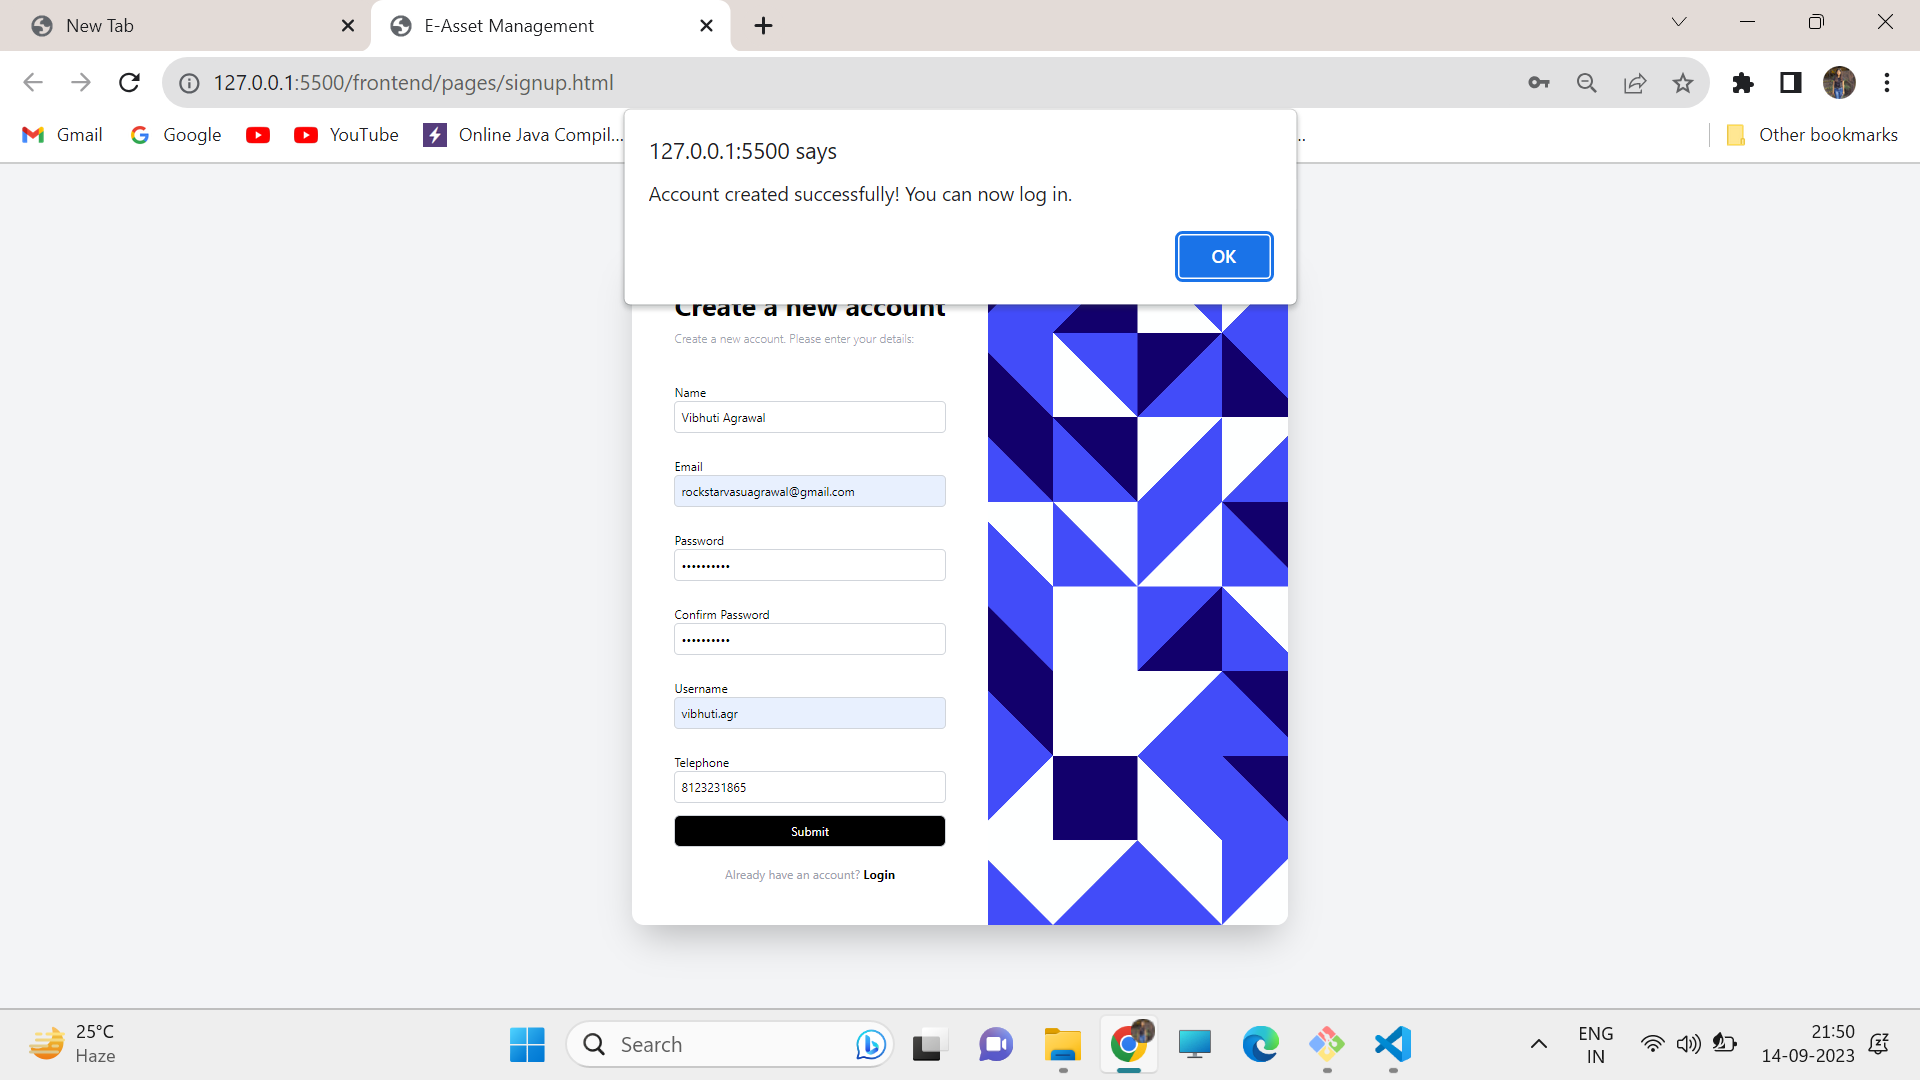 New Tab
E-Asset Management
127.0.0.1:5500/frontend/pages/signup.html
Gmail
Google
YouTube
Online Java Compil...
..
Other bookmarks
127.0.0.1:5500 says
Account created successfully! You can now log in.
OK
Create a new account
Create a new account. Please enter your details:
Name
Vibhuti Agrawal
Email
rockstarvasuagrawal@gmail.com
Password
••••••••••
Confirm Password
••••••••••
Username
vibhuti.agr
Telephone
8123231865
Submit
Already have an account? Login
25°C
Haze
Search
ENG
IN
21:50
14-09-2023